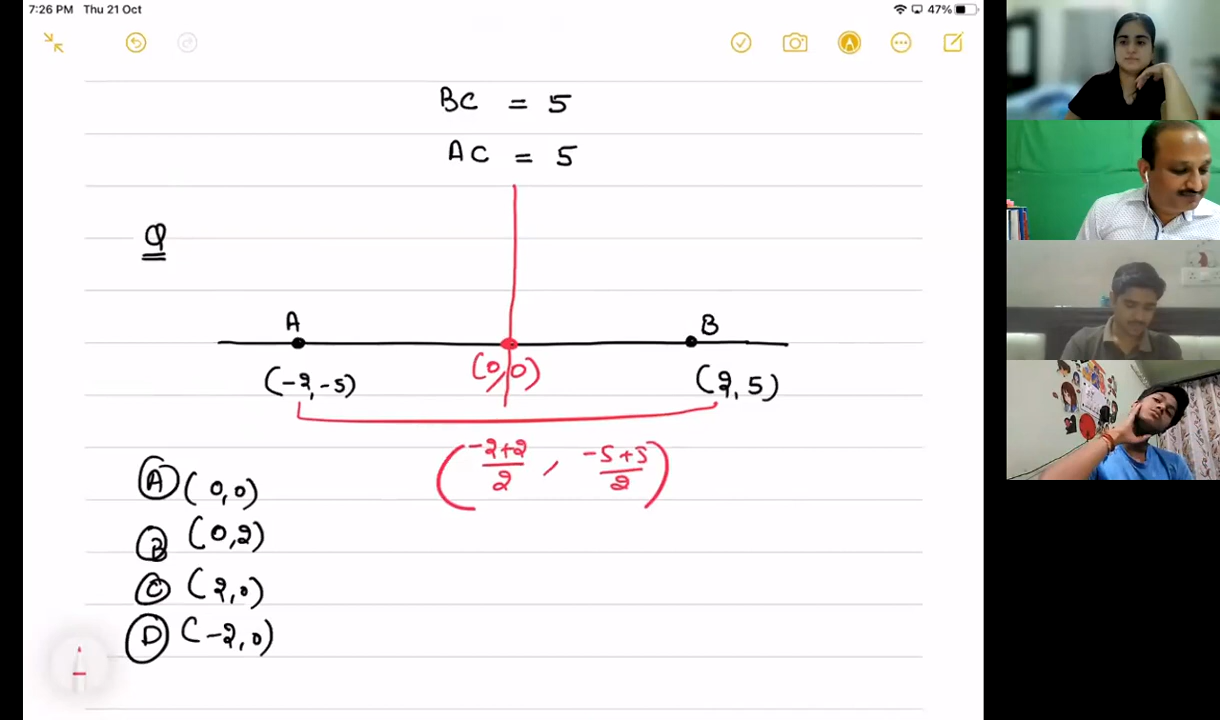 7:26 PM Thu 21 Oct 47%
BC = 5
AC = 5
Q
A B
(-2,-5) (0,0) (2,5)
(-2+2/2 , -5+5/2)
A (0,0)
B (0,2)
C (2,0)
D (-2,0)